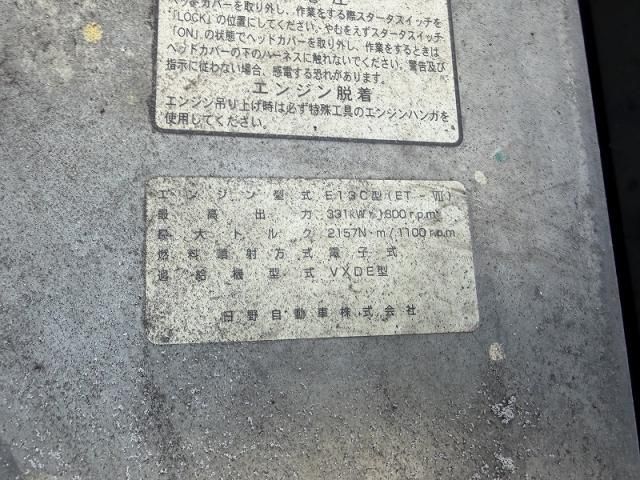 ヘッドカバーを取り外し、作業をする際スタータスイッチを
「LOCK」の位置にしてください。やむをえずスタータスイッチ
「ON」の状態でヘッドカバーを取り外し、作業をするときは
ヘッドカバーの下のハーネスに触れないでください。警告及び
指示に従わない場合、感電する恐れがあります。
エンジン脱着
エンジン吊り上げ時は必ず特殊工具のエンジンハンガを
使用してください。
エンジン型式 E13C型(ET-Ⅶ)
最高出力 331kW/1800r.p.m
最大トルク 2157N・m/1100r.p.m
燃料噴射方式 電子式
過給機型式 VXDE型
日野自動車株式会社